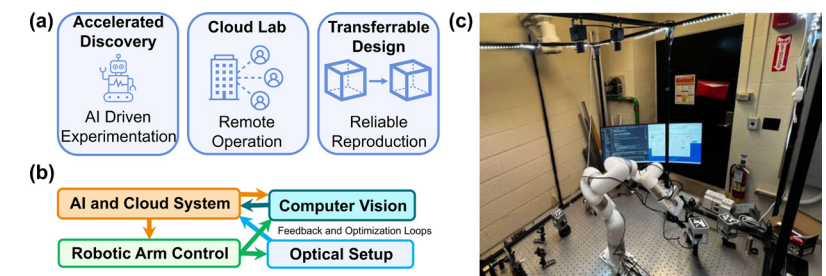 (a)
Accelerated
Discovery
AI Driven
Experimentation
Cloud Lab
Remote
Operation
Transferrable
Design
Reliable
Reproduction
(b)
AI and Cloud System
Computer Vision
Feedback and Optimization Loops
Robotic Arm Control
Optical Setup
(c)